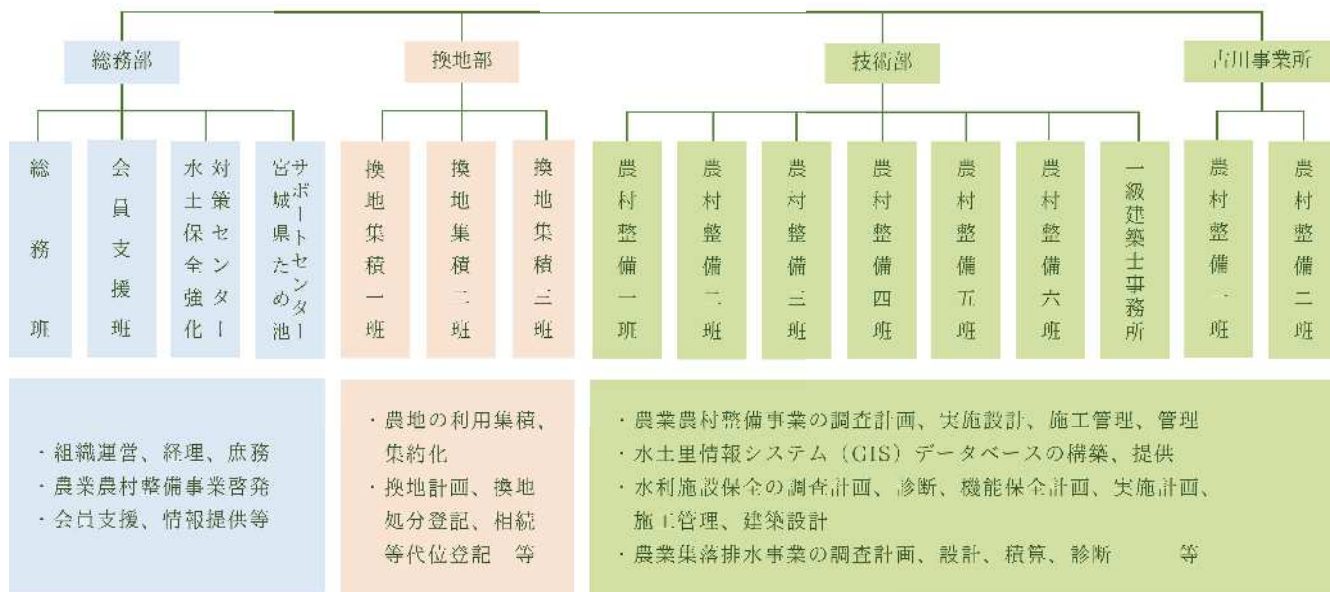 総務部
換地部
技術部
古川事業所
総務班
会員支援班
水土保全強化
対策センター
宮城県ため池
サポートセンター
換地集積一班
換地集積二班
換地集積三班
農村整備一班
農村整備二班
農村整備三班
農村整備四班
農村整備五班
農村整備六班
一級建築士事務所
農村整備一班
農村整備二班
・組織運営、経理、庶務
・農業農村整備事業啓発
・会員支援、情報提供等
・農地の利用集積、
集約化
・換地計画、換地
処分登記、相続
等代位登記　等
・農業農村整備事業の調査計画、実施設計、施工管理、管理
・水土里情報システム（GIS）データベースの構築、提供
・水利施設保全の調査計画、診断、機能保全計画、実施計画、
施工管理、建築設計
・農業集落排水事業の調査計画、設計、積算、診断　　等